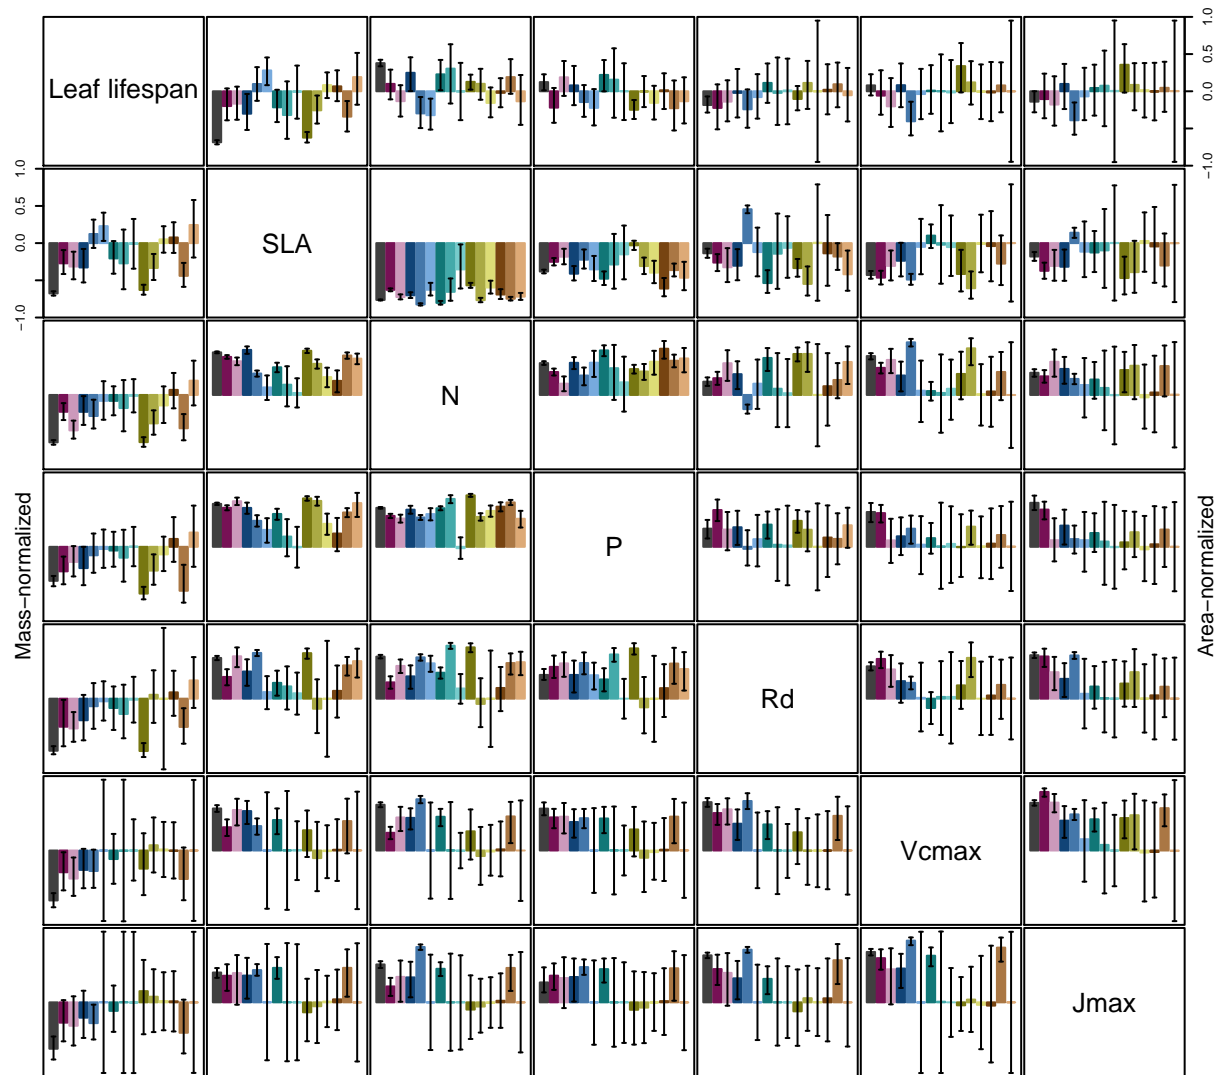 Leaf lifespan
SLA
N
P
Rd
Vcmax
Jmax
Mass−normalized
Area−normalized
−1.0
0.0
0.5
1.0
−1.0
0.0
0.5
1.0